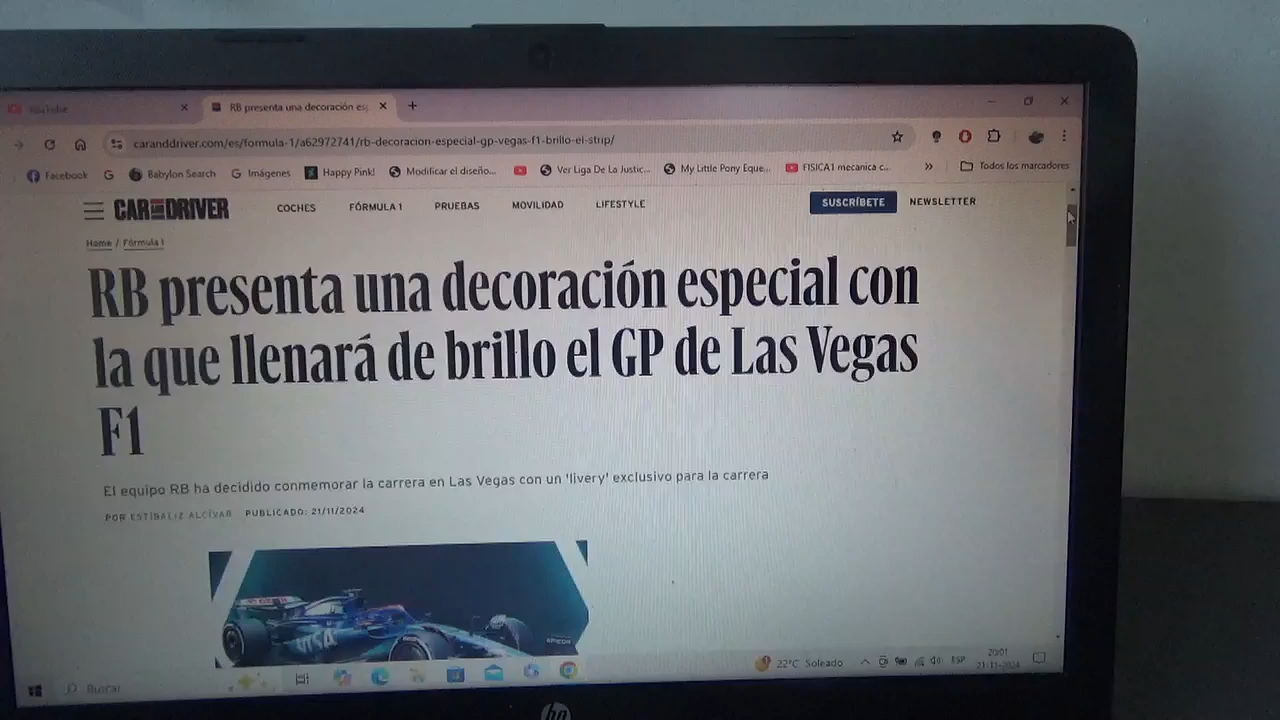 YouTube
RB presenta una decoración es
caranddriver.com/es/formula-1/a62972741/rb-decoracion-especial-gp-vegas-f1-brillo-el-strip/
Facebook
G
Babylon Search
G Imágenes
Happy Pink!
Modificar el diseño...
Ver Liga De La Justic...
My Little Pony Eque...
FISICA1 mecanica c...
»
Todos los marcadores
CAR AND DRIVER
COCHES
FÓRMULA 1
PRUEBAS
MOVILIDAD
LIFESTYLE
SUSCRÍBETE
NEWSLETTER
Home / Fórmula 1
RB presenta una decoración especial con
la que llenará de brillo el GP de Las Vegas
F1
El equipo RB ha decidido conmemorar la carrera en Las Vegas con un 'livery' exclusivo para la carrera
POR ESTÍBALIZ ALCÍVAR PUBLICADO: 21/11/2024
VISA
Buscar
22°C Soleado
ESP
20:01
21-11-2024
hp